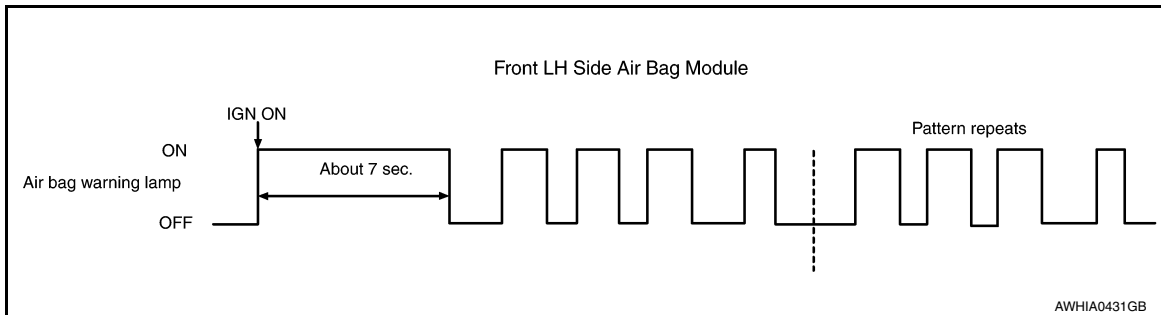 Front LH Side Air Bag Module
IGN ON
Pattern repeats
ON
About 7 sec.
Air bag warning lamp
OFF
AWHIA0431GB